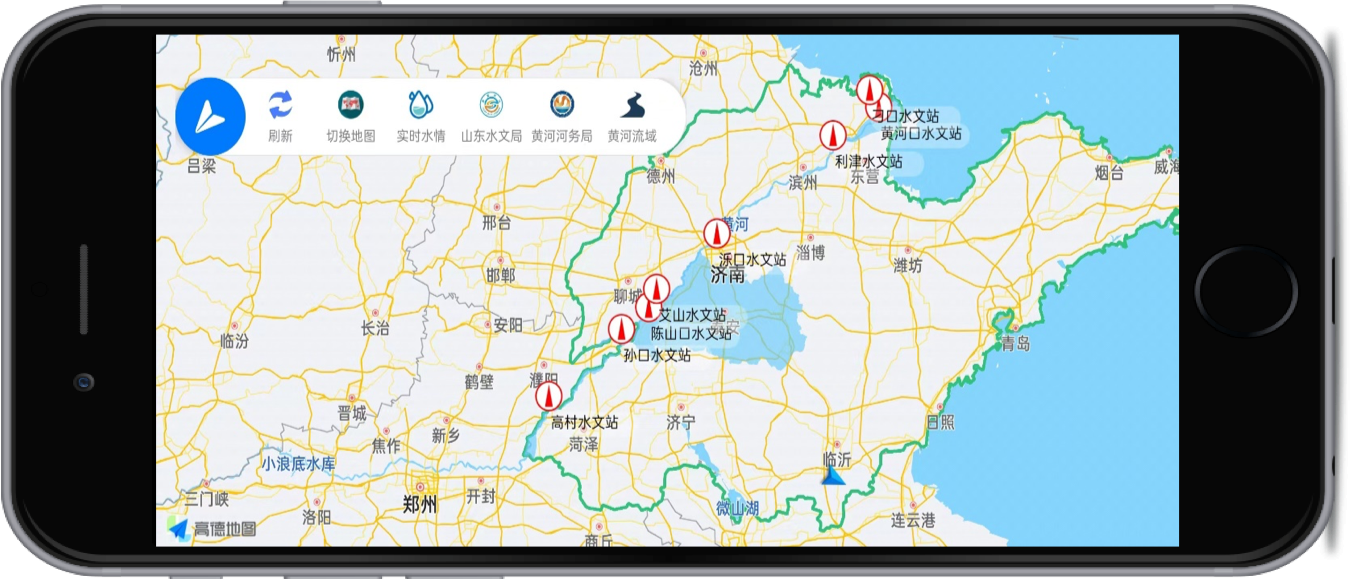 忻州
沧州
刷新
切换地图
实时水情
山东水文局
黄河河务局
黄河流域
吕梁
刁口水文站
黄河口水文站
利津水文站
东营
滨州
德州
烟台
威海
邢台
黄河
泺口水文站
济南
淄博
潍坊
邯郸
聊城
艾山水文站
安
陈山口水文站
孙口水文站
临汾
长治
安阳
青岛
鹤壁
濮阳
晋城
高村水文站
菏泽
济宁
日照
焦作
新乡
小浪底水库
临沂
三门峡
洛阳
郑州
开封
微山湖
连云港
商丘
高德地图